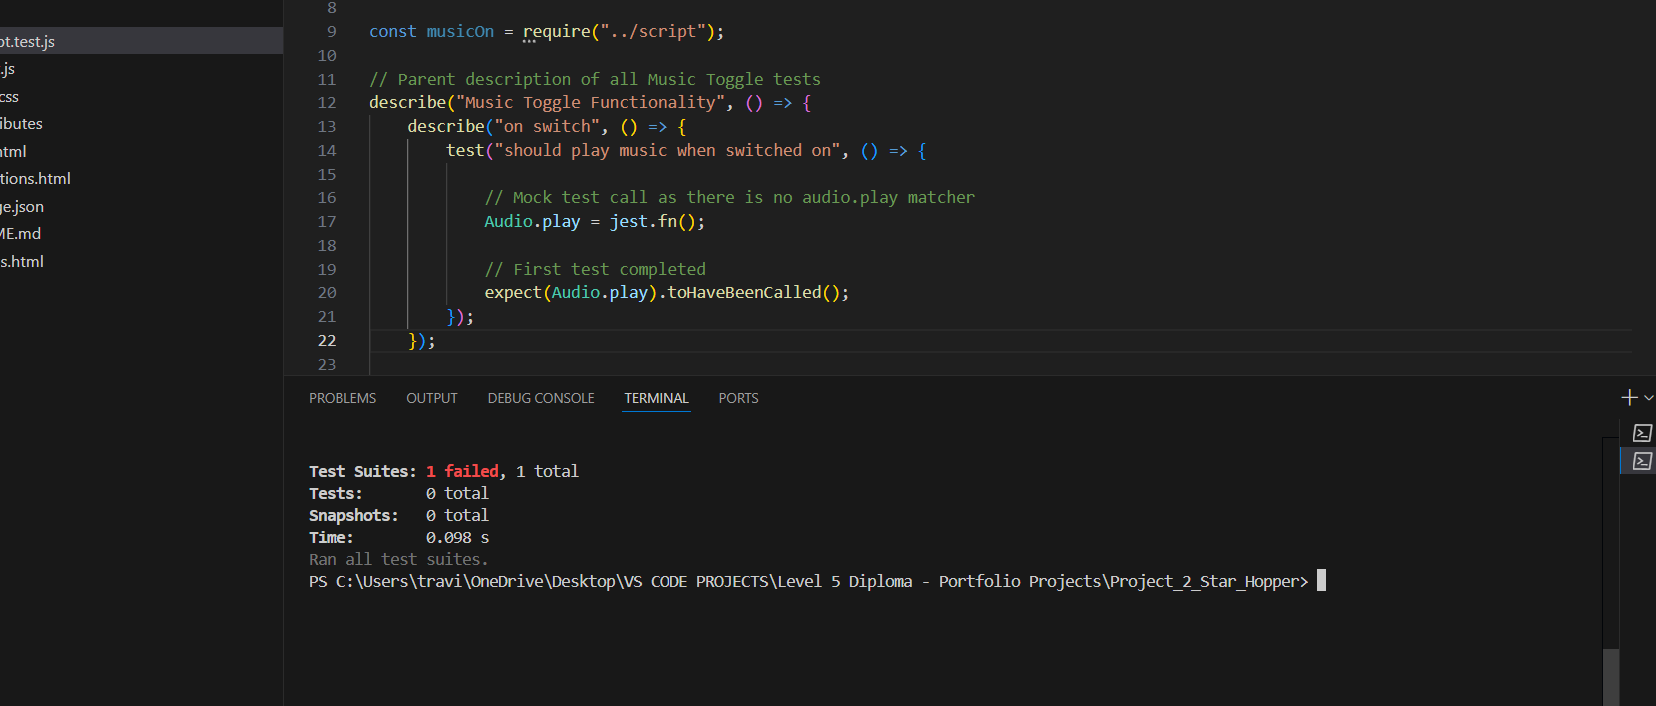 pt.test.js
.js
css
ibutes
html
tions.html
ge.json
ME.md
s.html
8
9 const musicOn = require("../script");
10
11 // Parent description of all Music Toggle tests
12 describe("Music Toggle Functionality", () => {
13 describe("on switch", () => {
14 test("should play music when switched on", () => {
15
16 // Mock test call as there is no audio.play matcher
17 Audio.play = jest.fn();
18
19 // First test completed
20 expect(Audio.play).toHaveBeenCalled();
21 });
22 });
23
PROBLEMS OUTPUT DEBUG CONSOLE TERMINAL PORTS
Test Suites: 1 failed, 1 total
Tests: 0 total
Snapshots: 0 total
Time: 0.098 s
Ran all test suites.
PS C:\Users\travi\OneDrive\Desktop\VS CODE PROJECTS\Level 5 Diploma - Portfolio Projects\Project_2_Star_Hopper>